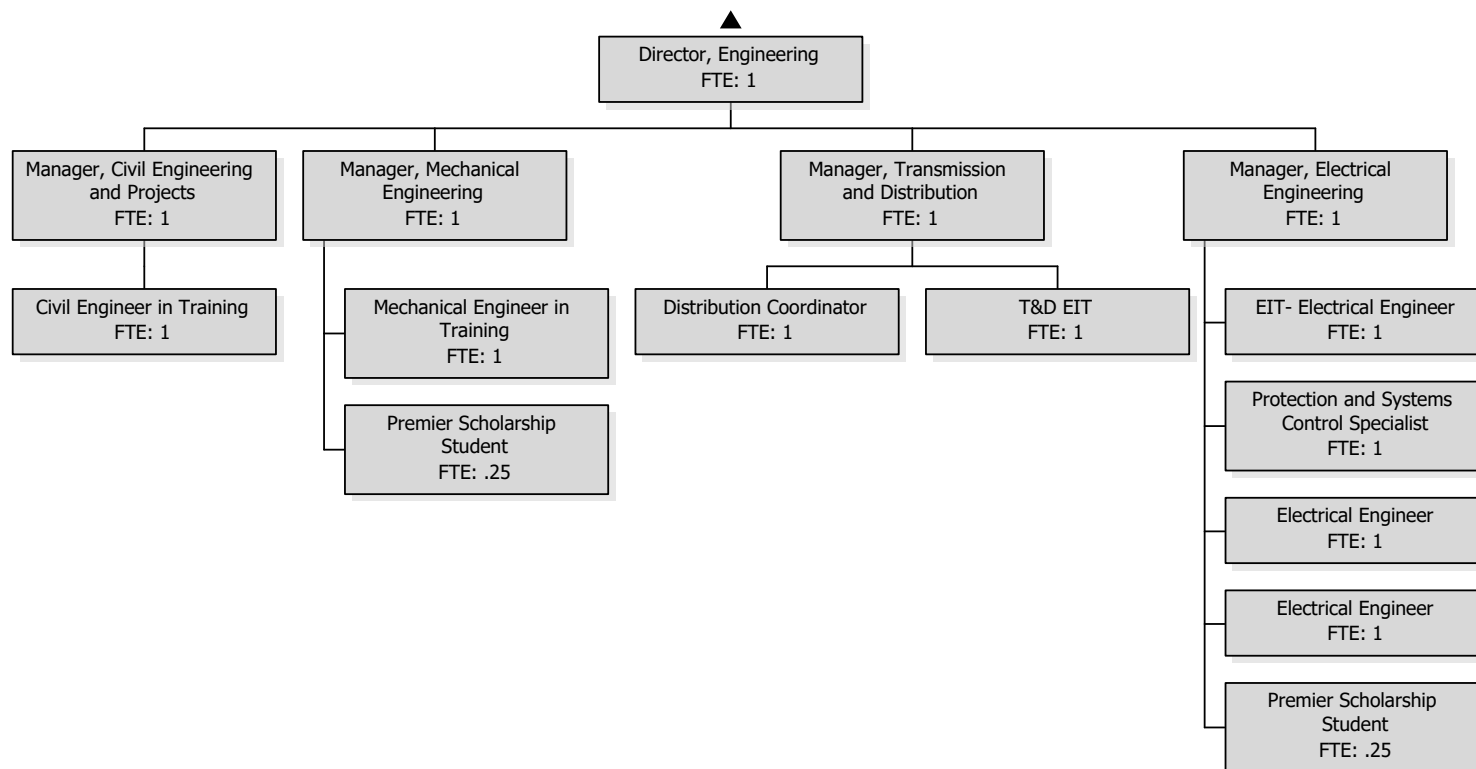 Director, Engineering
FTE: 1
Manager, Civil Engineering
and Projects
FTE: 1
Manager, Mechanical
Engineering
FTE: 1
Manager, Transmission
and Distribution
FTE: 1
Manager, Electrical
Engineering
FTE: 1
Civil Engineer in Training
FTE: 1
Mechanical Engineer in
Training
FTE: 1
Premier Scholarship
Student
FTE: .25
Distribution Coordinator
FTE: 1
T&D EIT
FTE: 1
EIT- Electrical Engineer
FTE: 1
Protection and Systems
Control Specialist
FTE: 1
Electrical Engineer
FTE: 1
Electrical Engineer
FTE: 1
Premier Scholarship
Student
FTE: .25